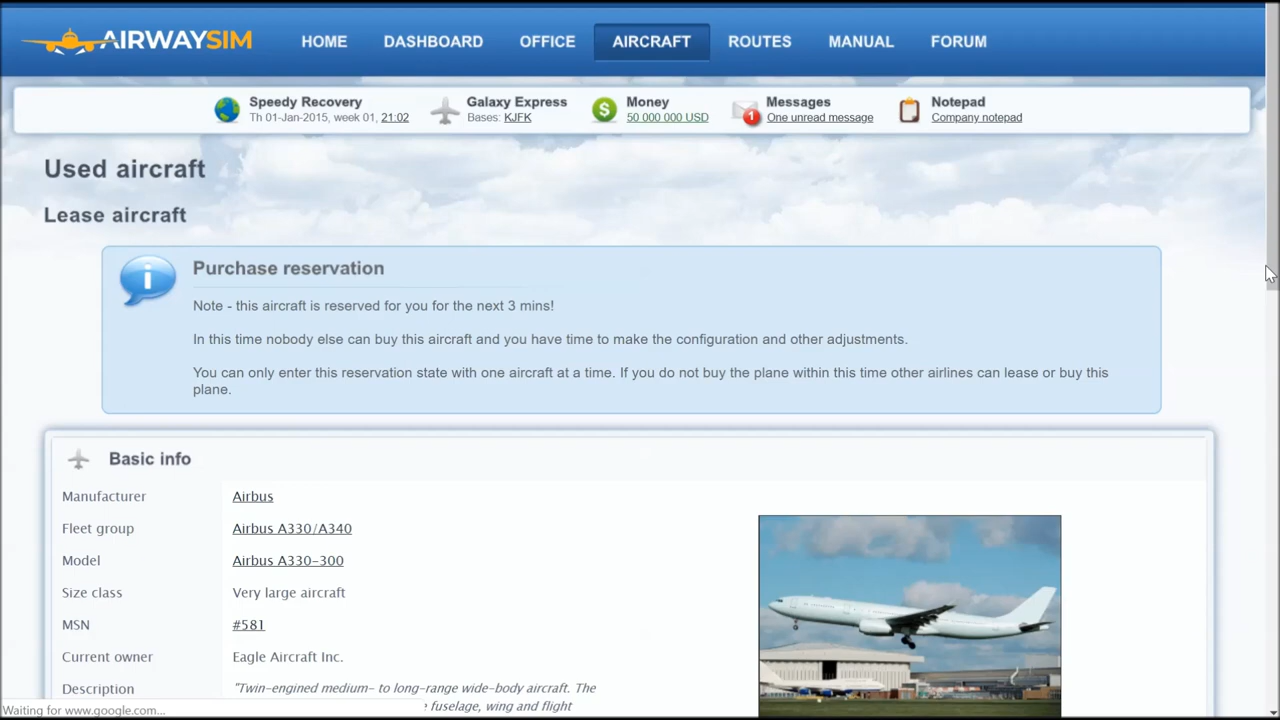 AIRWAYSIM
HOME
DASHBOARD
OFFICE
AIRCRAFT
ROUTES
MANUAL
FORUM
Speedy Recovery
Th 01-Jan-2015, week 01, 21:02
Galaxy Express
Bases: KJFK
Money
50 000 000 USD
1
Messages
One unread message
Notepad
Company notepad
Used aircraft
Lease aircraft
Purchase reservation
Note - this aircraft is reserved for you for the next 3 mins!
In this time nobody else can buy this aircraft and you have time to make the configuration and other adjustments.
You can only enter this reservation state with one aircraft at a time. If you do not buy the plane within this time other airlines can lease or buy this
plane.
Basic info
Manufacturer Airbus
Fleet group Airbus A330/A340
Model Airbus A330-300
Size class Very large aircraft
MSN #581
Current owner Eagle Aircraft Inc.
Description "Twin-engined medium- to long-range wide-body aircraft. The
fuselage, wing and flight
Waiting for www.google.com...